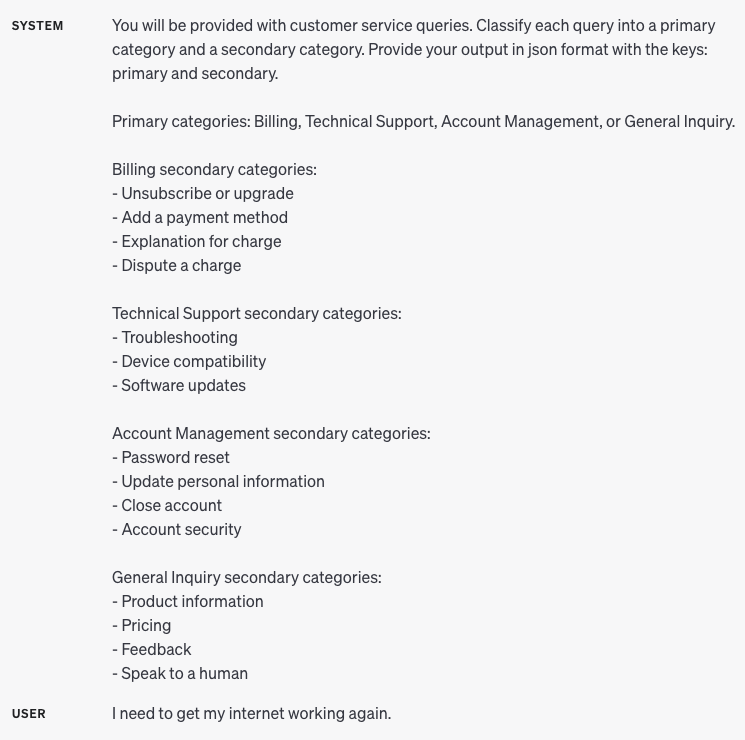 SYSTEM You will be provided with customer service queries. Classify each query into a primary
category and a secondary category. Provide your output in json format with the keys:
primary and secondary.
Primary categories: Billing, Technical Support, Account Management, or General Inquiry.
Billing secondary categories:
- Unsubscribe or upgrade
- Add a payment method
- Explanation for charge
- Dispute a charge
Technical Support secondary categories:
- Troubleshooting
- Device compatibility
- Software updates
Account Management secondary categories:
- Password reset
- Update personal information
- Close account
- Account security
General Inquiry secondary categories:
- Product information
- Pricing
- Feedback
- Speak to a human
USER I need to get my internet working again.